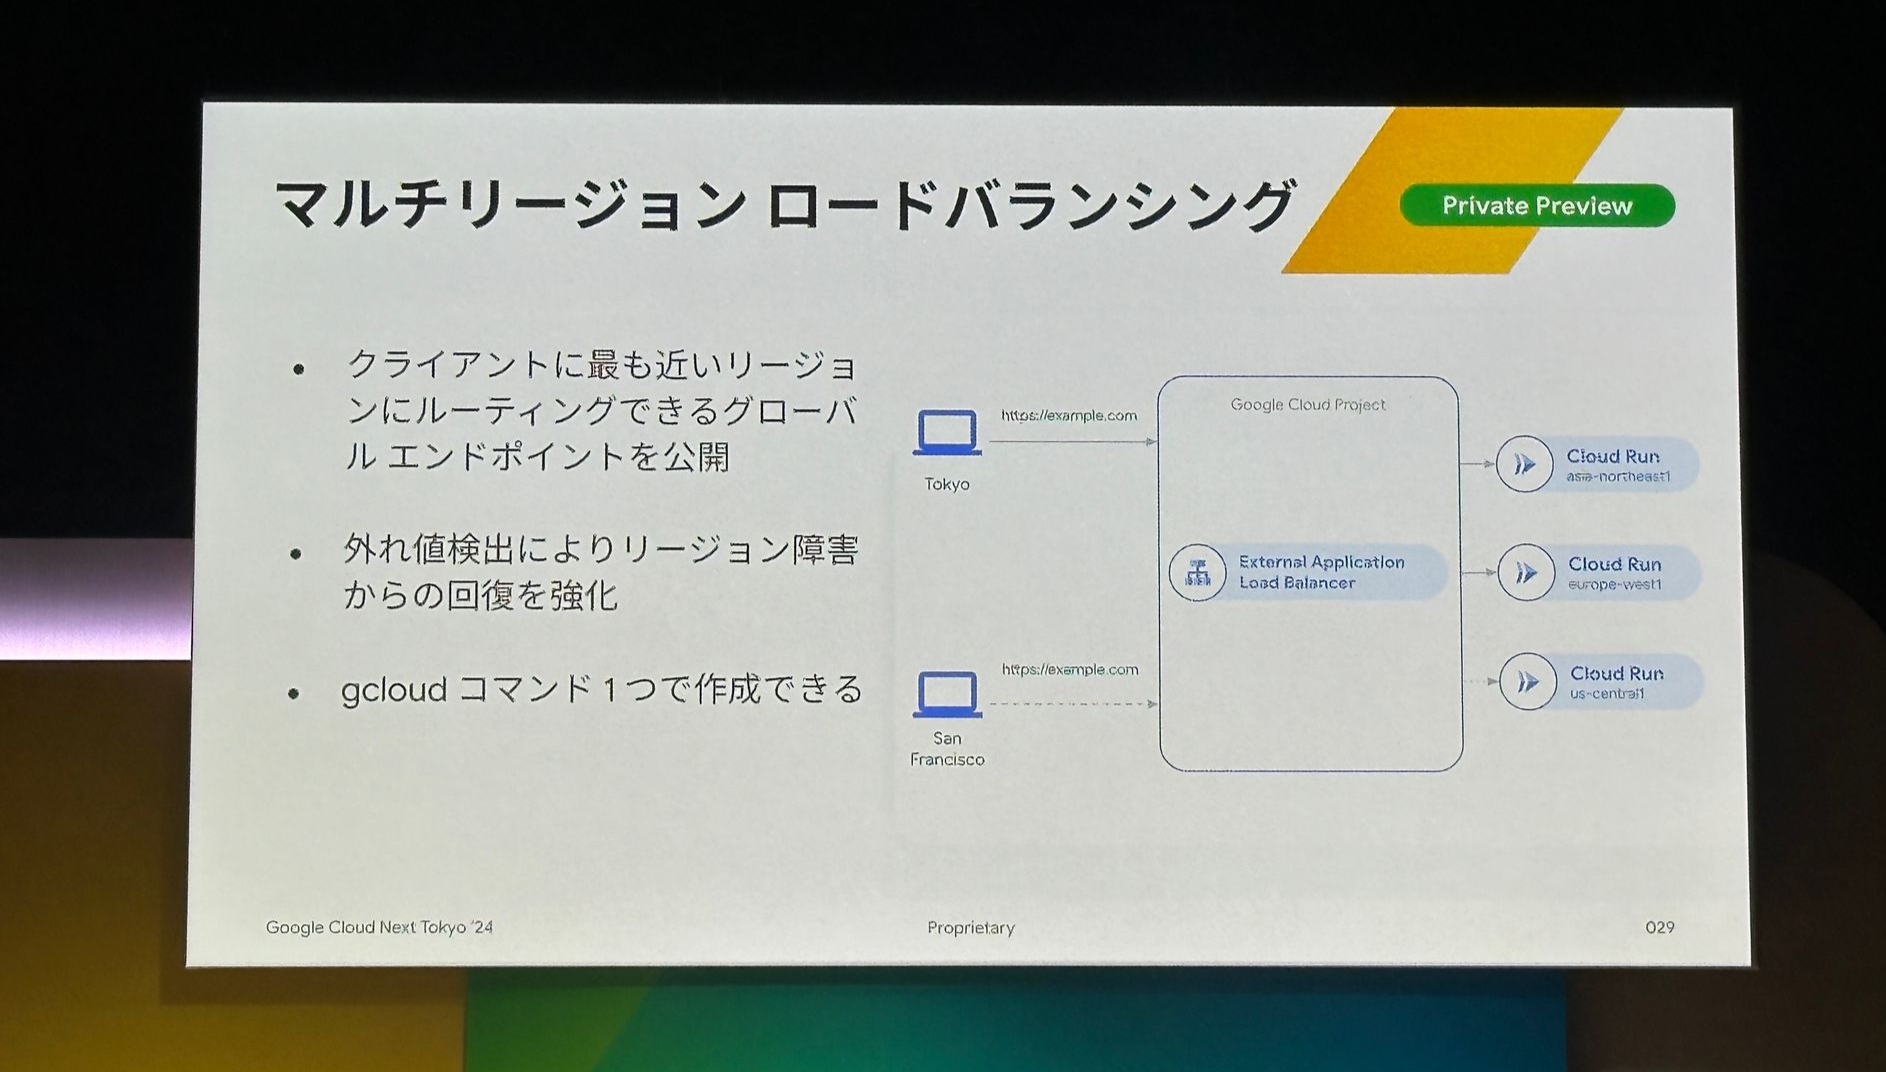 マルチリージョン ロードバランシング
Private Preview
• クライアントに最も近いリージョ
ンにルーティングできるグローバ
ル エンドポイントを公開
• 外れ値検出によりリージョン障害
からの回復を強化
• gcloud コマンド 1 つで作成できる
https://example.com
Tokyo
https://example.com
San
Francisco
Google Cloud Project
External Application
Load Balancer
Cloud Run
asia-northeast1
Cloud Run
europe-west1
Cloud Run
us-central1
Google Cloud Next Tokyo '24
Proprietary
029